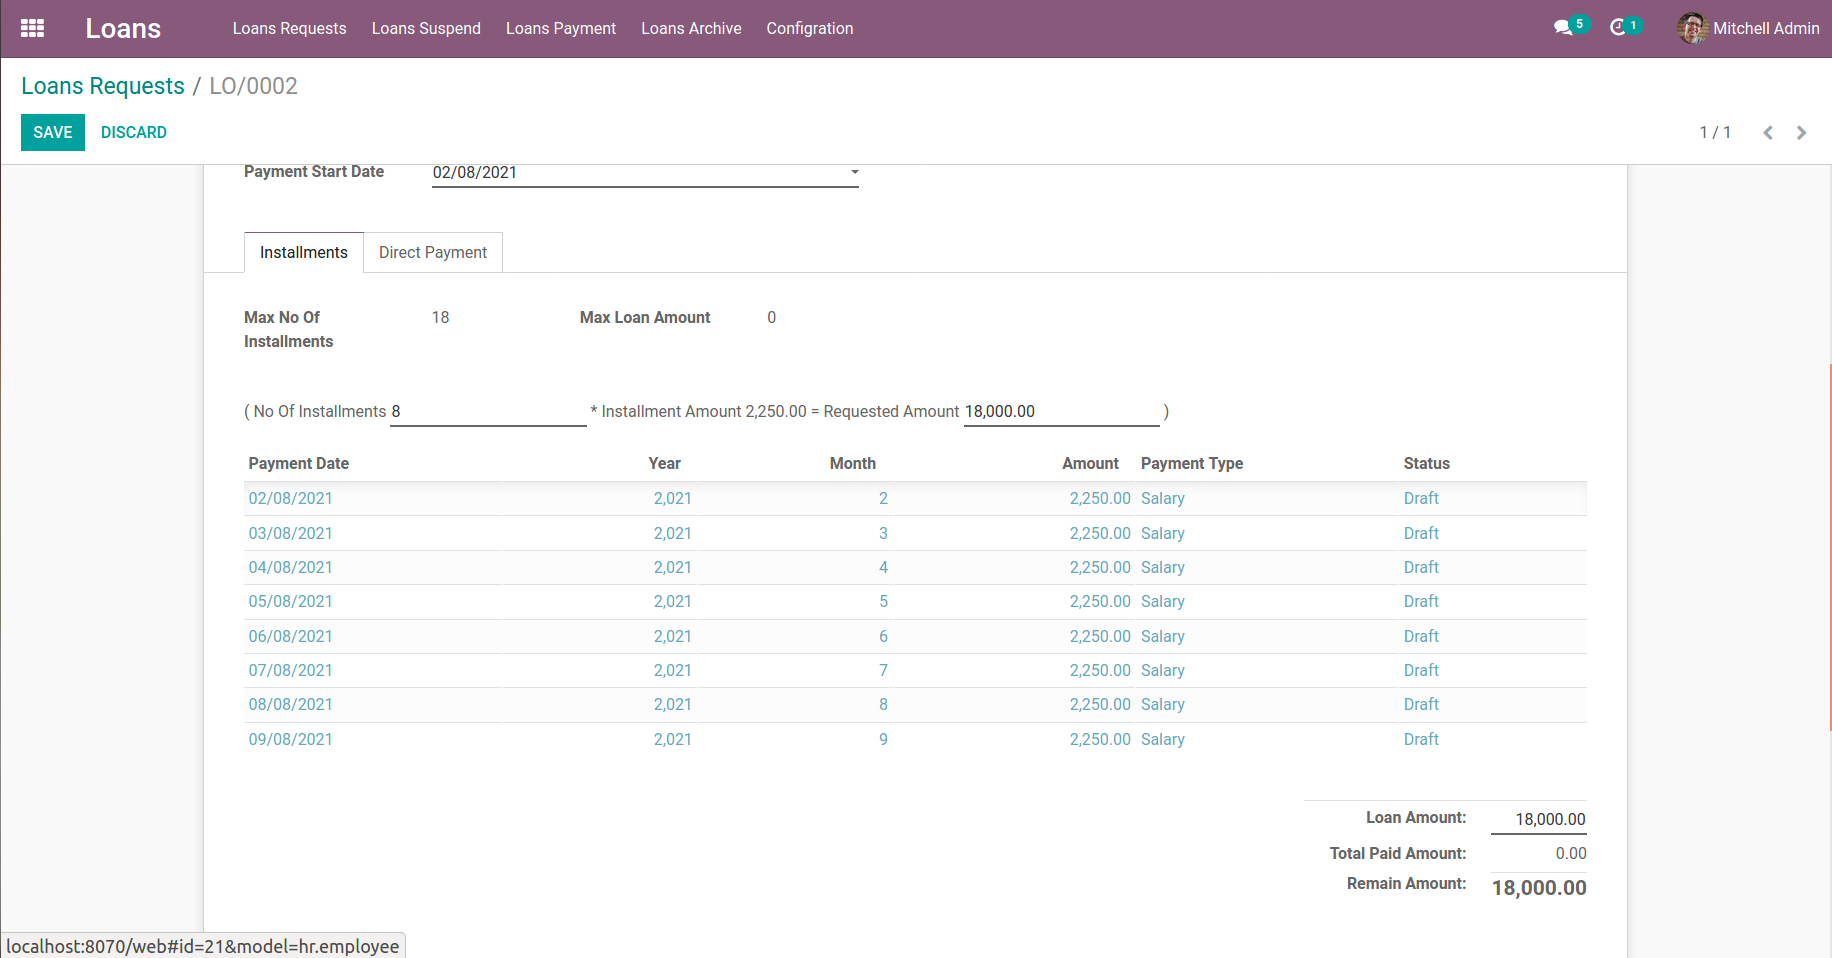 Loans Loans Requests Loans Suspend Loans Payment Loans Archive Configration 5 1 Mitchell Admin
Loans Requests / LO/0002
SAVE DISCARD 1 / 1
Payment Start Date 02/08/2021
Installments Direct Payment
Max No Of 18 Max Loan Amount 0
Installments
( No Of Installments 8 * Installment Amount 2,250.00 = Requested Amount 18,000.00 )
Payment Date Year Month Amount Payment Type Status
02/08/2021 2,021 2 2,250.00 Salary Draft
03/08/2021 2,021 3 2,250.00 Salary Draft
04/08/2021 2,021 4 2,250.00 Salary Draft
05/08/2021 2,021 5 2,250.00 Salary Draft
06/08/2021 2,021 6 2,250.00 Salary Draft
07/08/2021 2,021 7 2,250.00 Salary Draft
08/08/2021 2,021 8 2,250.00 Salary Draft
09/08/2021 2,021 9 2,250.00 Salary Draft
Loan Amount: 18,000.00
Total Paid Amount: 0.00
Remain Amount: 18,000.00
localhost:8070/web#id=21&model=hr.employee